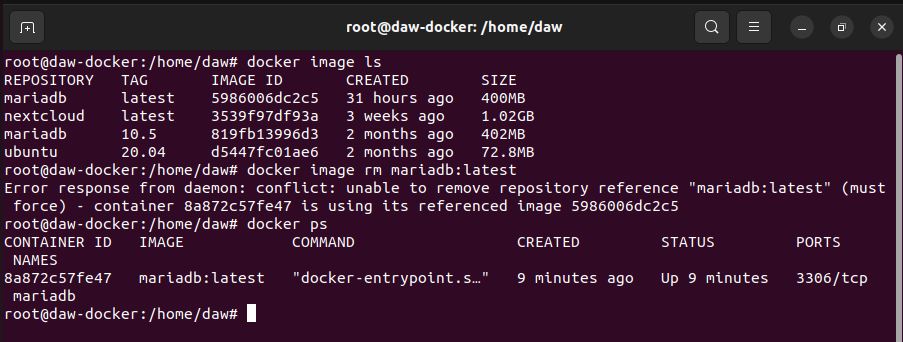 root@daw-docker: /home/daw
root@daw-docker:/home/daw# docker image ls
REPOSITORY   TAG       IMAGE ID       CREATED        SIZE
mariadb      latest    5986006dc2c5   31 hours ago   400MB
nextcloud    latest    3539f97df93a   3 weeks ago    1.02GB
mariadb      10.5      819fb13996d3   2 months ago   402MB
ubuntu       20.04     d5447fc01ae6   2 months ago   72.8MB
root@daw-docker:/home/daw# docker image rm mariadb:latest
Error response from daemon: conflict: unable to remove repository reference "mariadb:latest" (must
 force) - container 8a872c57fe47 is using its referenced image 5986006dc2c5
root@daw-docker:/home/daw# docker ps
CONTAINER ID   IMAGE            COMMAND                  CREATED         STATUS         PORTS
 NAMES
8a872c57fe47   mariadb:latest   "docker-entrypoint.s…"   9 minutes ago   Up 9 minutes   3306/tcp
 mariadb
root@daw-docker:/home/daw#